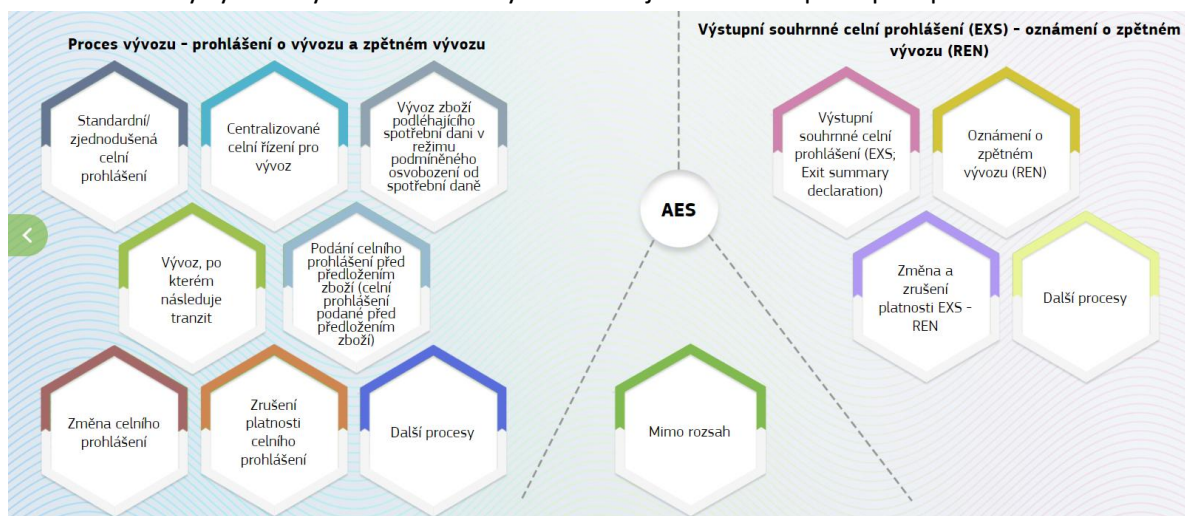 Proces vývozu - prohlášení o vývozu a zpětném vývozu
Standardní/
zjednodušená
celní
prohlášení
Centralizované
celní řízení pro
vývoz
Vývoz zboží
podléhajícího
spotřební dani v
režimu
podmíněného
osvobození od
spotřební daně
Vývoz, po
kterém
následuje
tranzit
Podání celního
prohlášení před
předložením
zboží (celní
prohlášení
podané před
předložením
zboží)
Změna celního
prohlášení
Zrušení
platnosti
celního
prohlášení
Další procesy
AES
Mimo rozsah
Výstupní souhrnné celní prohlášení (EXS) - oznámení o zpětném
vývozu (REN)
Výstupní
souhrnné celní
prohlášení (EXS;
Exit summary
declaration)
Oznámení o
zpětném
vývozu (REN)
Změna a
zrušení
platnosti EXS -
REN
Další procesy